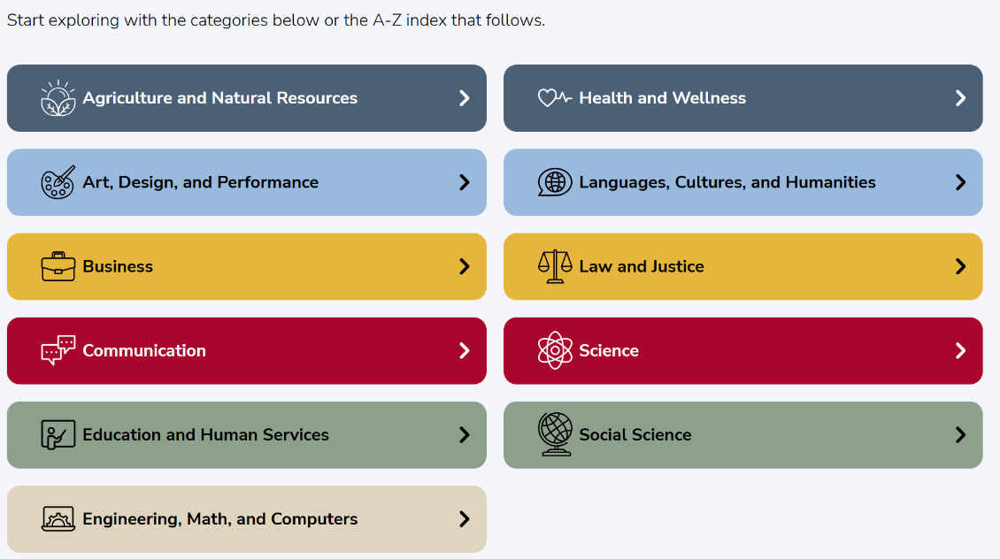 Start exploring with the categories below or the A-Z index that follows.
Agriculture and Natural Resources
Health and Wellness
Art, Design, and Performance
Languages, Cultures, and Humanities
Business
Law and Justice
Communication
Science
Education and Human Services
Social Science
Engineering, Math, and Computers